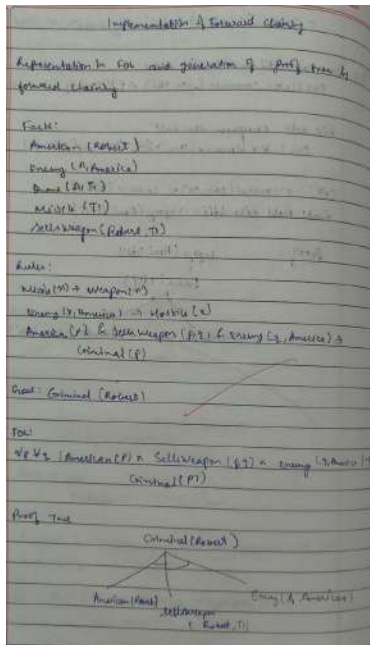 Implementation of Forward Chaining
Representation in FOL and generation of proof tree by
forward chaining
Facts:
American (Robert)
Enemy (A, America)
Owns (A, T1)
Missile (T1)
SellsWeapon (Robert, T1)
Rules:
Missile (x) → Weapon (x)
Enemy (x, America) → Hostile (x)
American (p) & SellsWeapon (p, q) & Enemy (q, America) →
Criminal (p)
Goal: Criminal (Robert)
FOL:
∀p ∀q (American (P) ∧ SellsWeapon (p q) ∧ Enemy (q, America)
Criminal (P)
Proof Tree
Criminal (Robert)
American (Robert)
SellsWeapon
(Robert, T1)
Enemy (A, America)